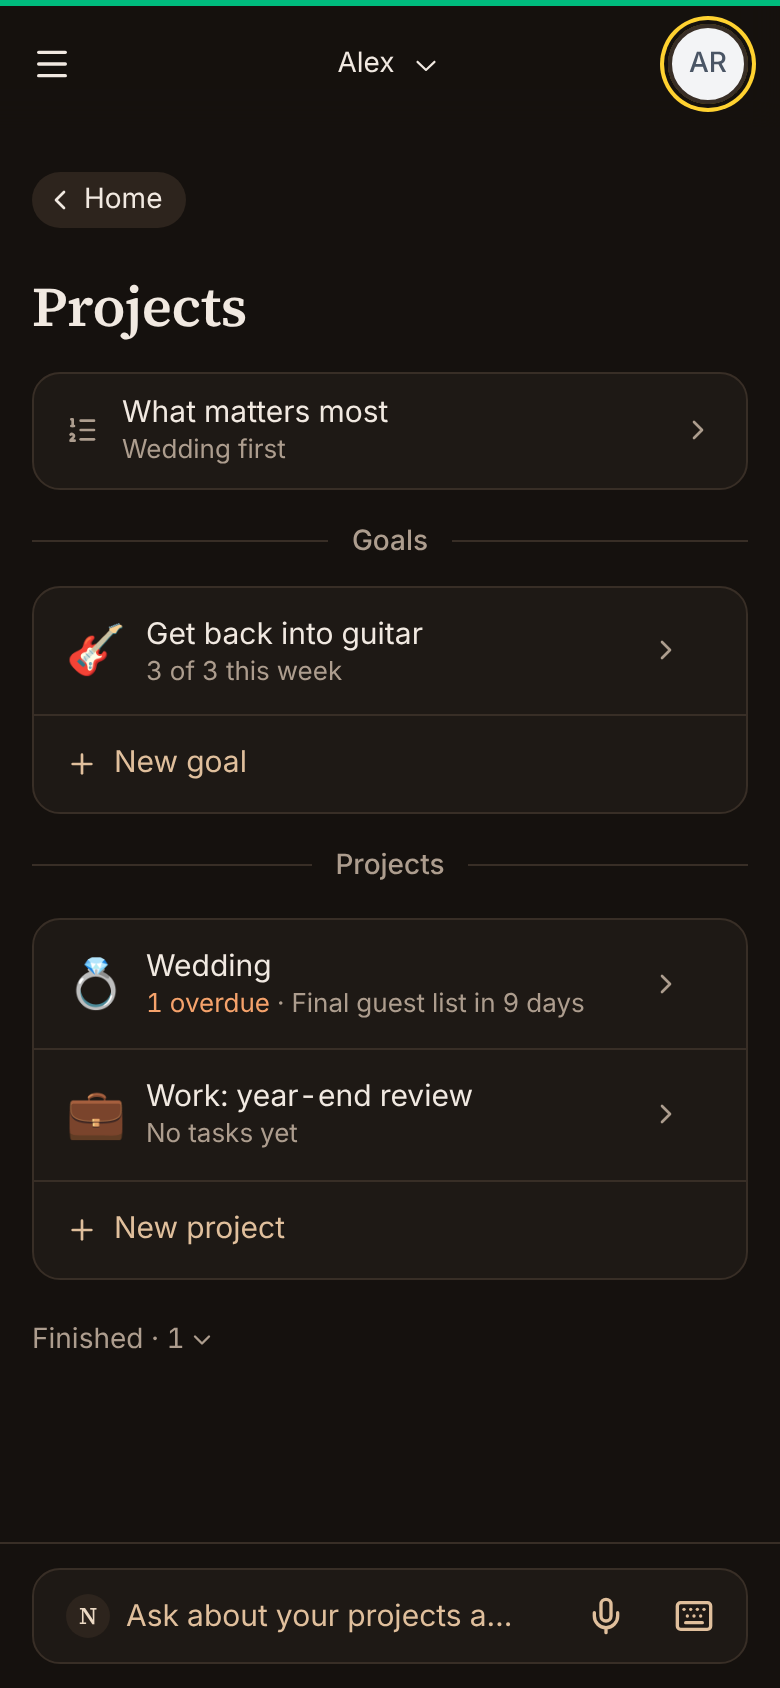 Alex
AR
Home
Projects
What matters most
Wedding first
Goals
Get back into guitar
3 of 3 this week
New goal
Projects
Wedding
1 overdue · Final guest list in 9 days
Work: year-end review
No tasks yet
New project
Finished · 1
N
Ask about your projects a...